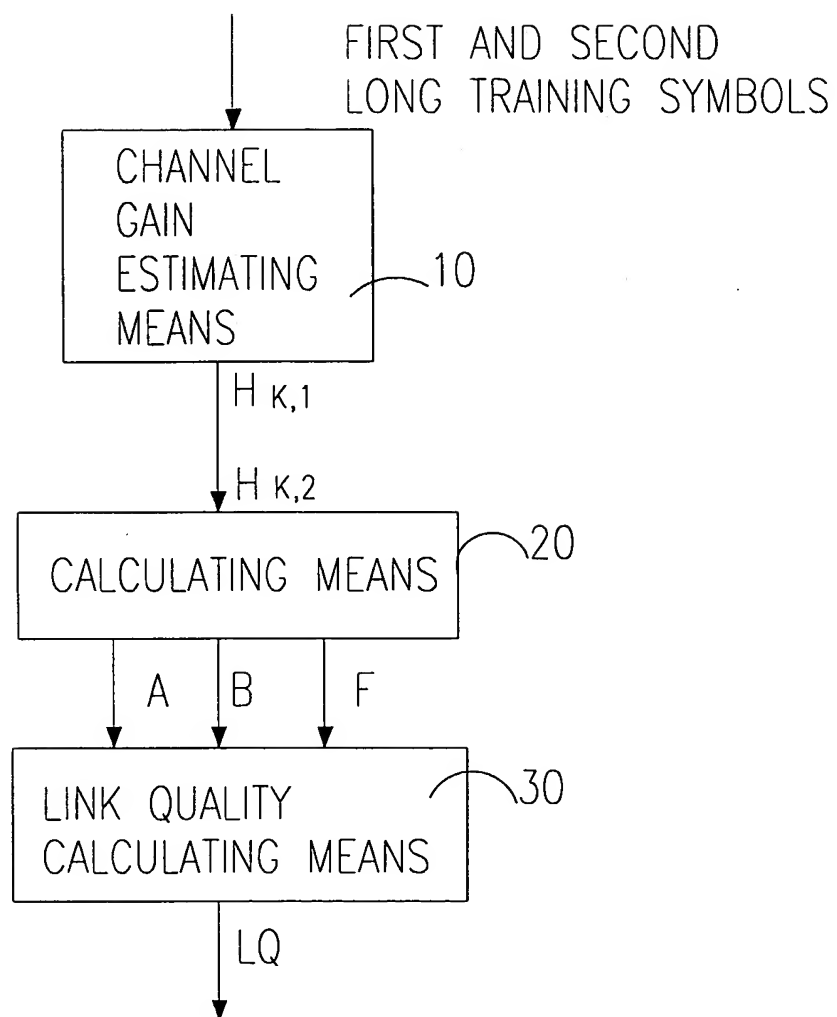 FIRST AND SECOND
LONG TRAINING SYMBOLS
CHANNEL
GAIN
ESTIMATING
MEANS
10
H K,1
H K,2
CALCULATING MEANS
20
A B F
LINK QUALITY
CALCULATING MEANS
30
LQ